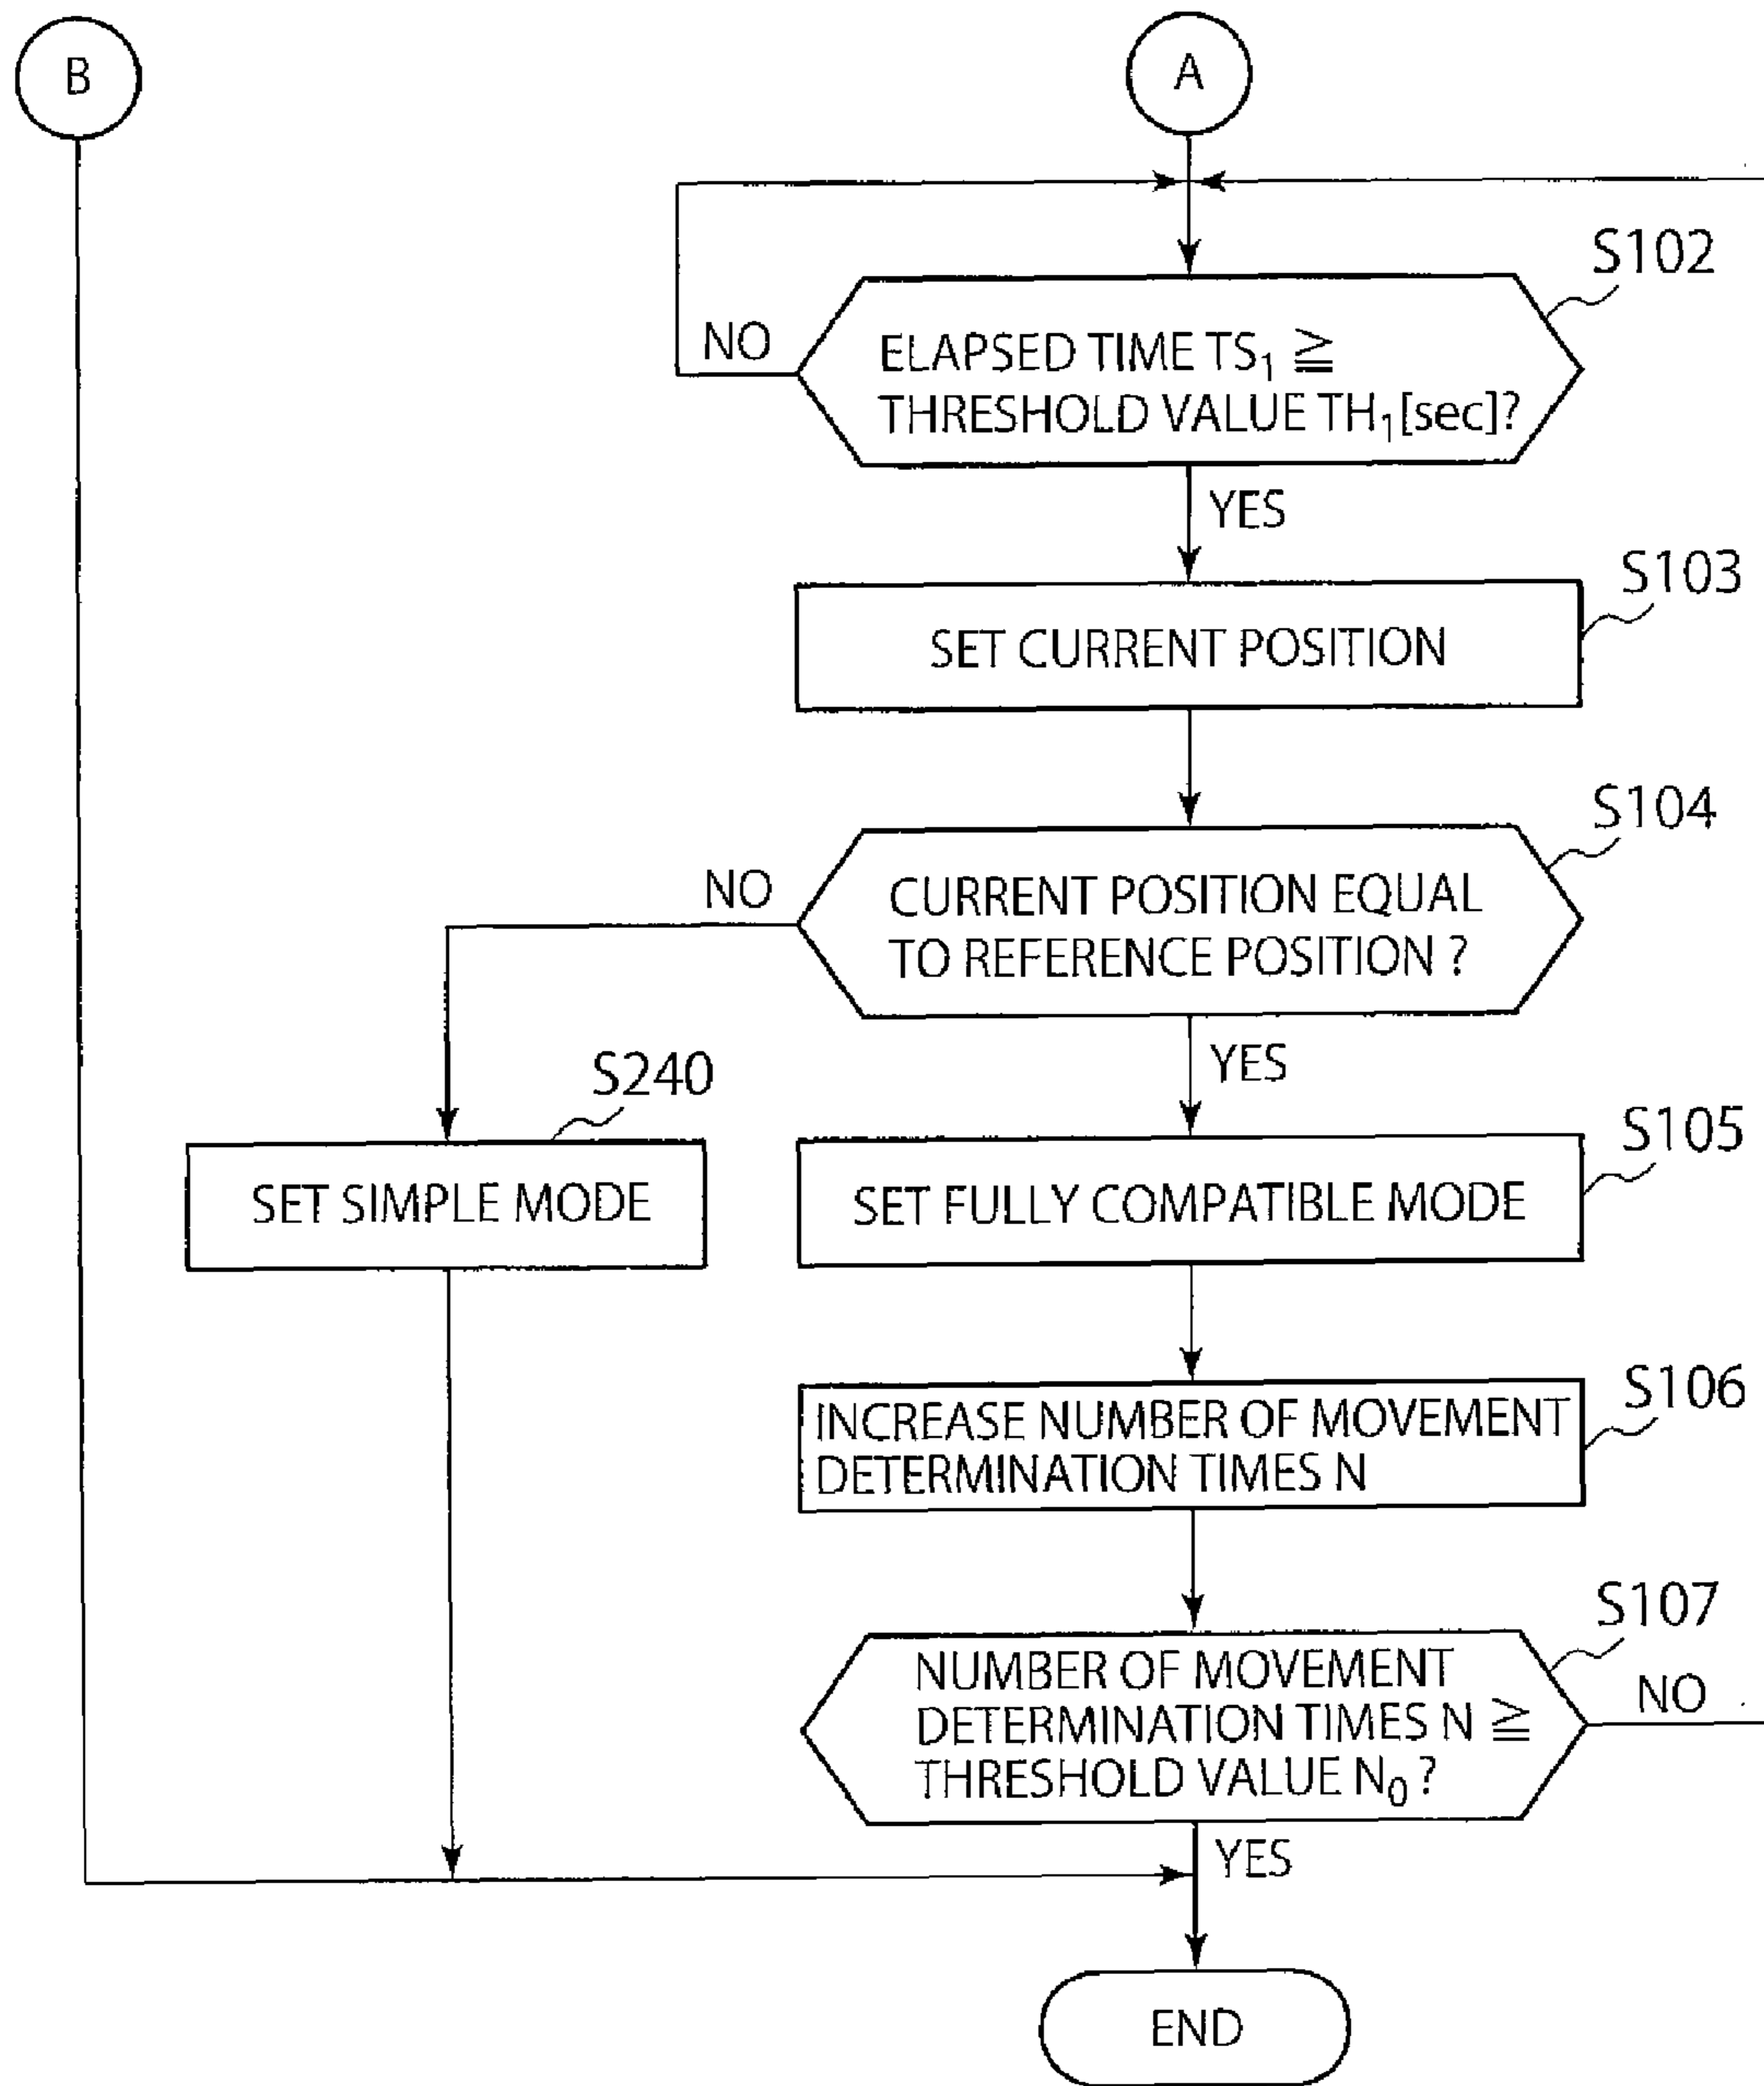 B
A
S102
NO
ELAPSED TIME TS₁ ≧
THRESHOLD VALUE TH₁[sec]?
YES
S103
SET CURRENT POSITION
S104
NO
CURRENT POSITION EQUAL
TO REFERENCE POSITION ?
YES
S240
SET SIMPLE MODE
S105
SET FULLY COMPATIBLE MODE
S106
INCREASE NUMBER OF MOVEMENT
DETERMINATION TIMES N
S107
NUMBER OF MOVEMENT
DETERMINATION TIMES N ≧
THRESHOLD VALUE N₀ ?
NO
YES
END